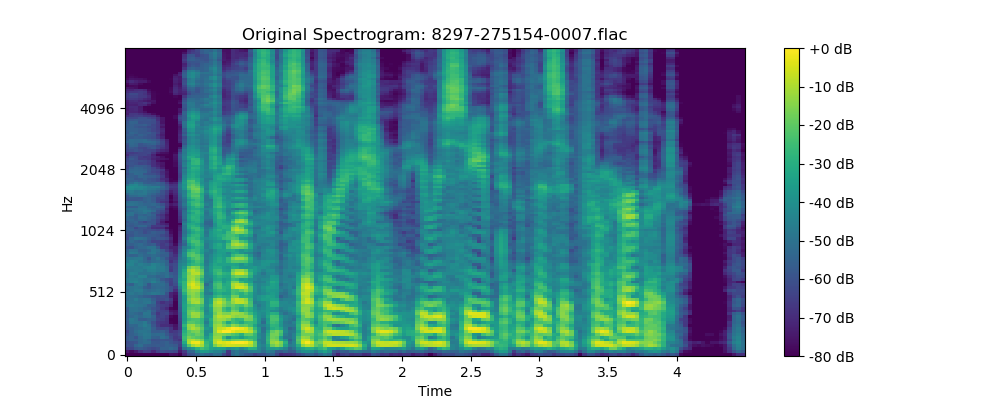 Original Spectrogram: 8297-275154-0007.flac
Hz
4096
2048
1024
512
0
0 0.5 1 1.5 2 2.5 3 3.5 4
Time
+0 dB
-10 dB
-20 dB
-30 dB
-40 dB
-50 dB
-60 dB
-70 dB
-80 dB